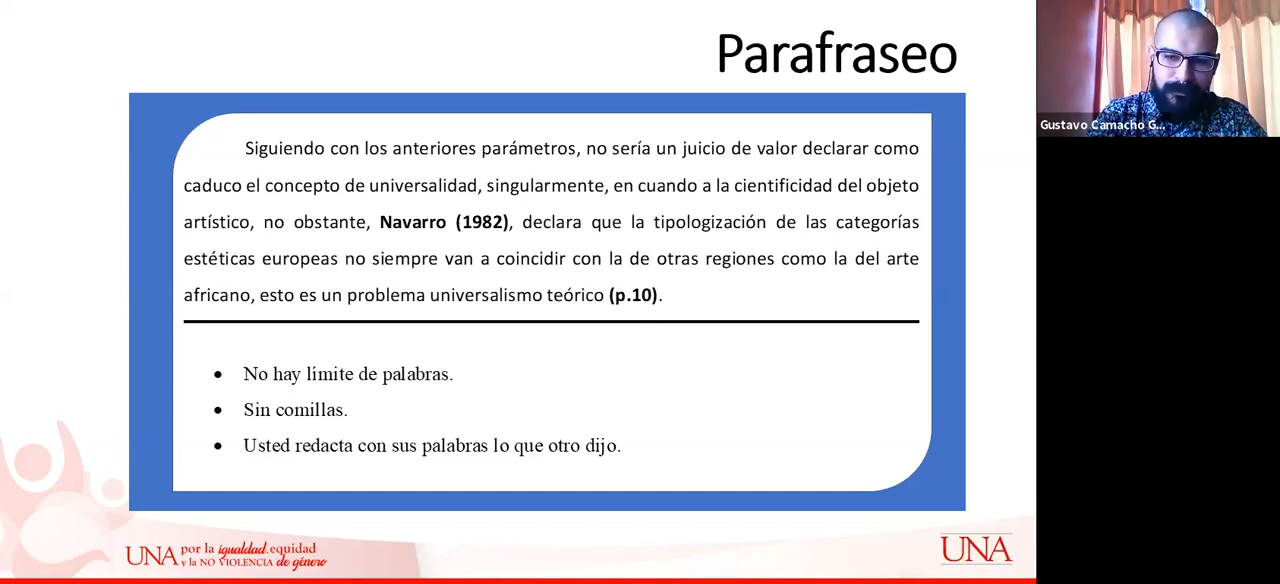 Parafraseo
Gustavo Camacho G...
Siguiendo con los anteriores parámetros, no sería un juicio de valor declarar como
caduco el concepto de universalidad, singularmente, en cuando a la cientificidad del objeto
artístico, no obstante, Navarro (1982), declara que la tipologización de las categorías
estéticas europeas no siempre van a coincidir con la de otras regiones como la del arte
africano, esto es un problema universalismo teórico (p.10).
• No hay límite de palabras.
• Sin comillas.
• Usted redacta con sus palabras lo que otro dijo.
UNA por la igualdad, equidad
y la NO VIOLENCIA de género
UNA